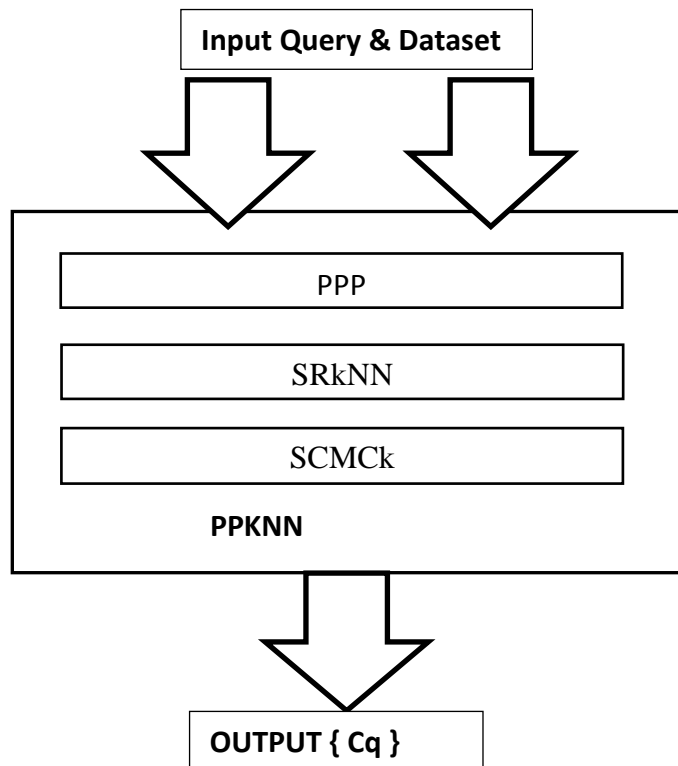 Input Query & Dataset
PPP
SRkNN
SCMCk
PPKNN
OUTPUT { Cq }